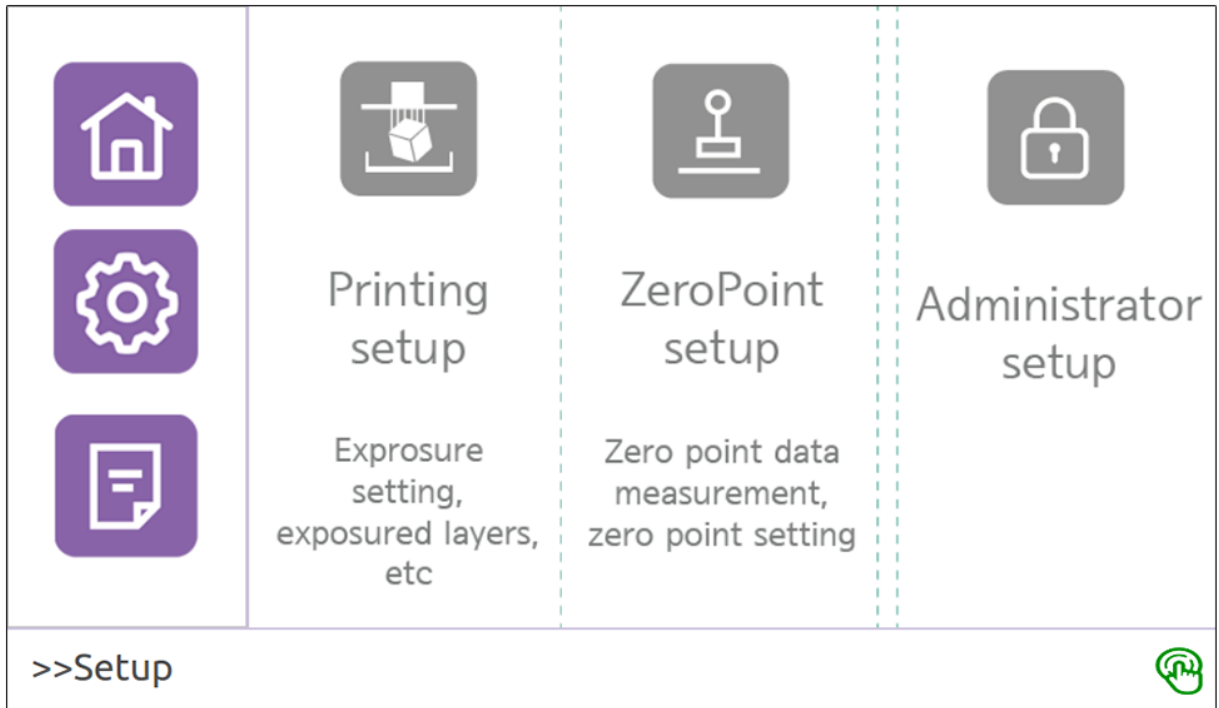 Printing
setup
Exprosure
setting,
exposured layers,
etc
ZeroPoint
setup
Zero point data
measurement,
zero point setting
Administrator
setup
>>Setup